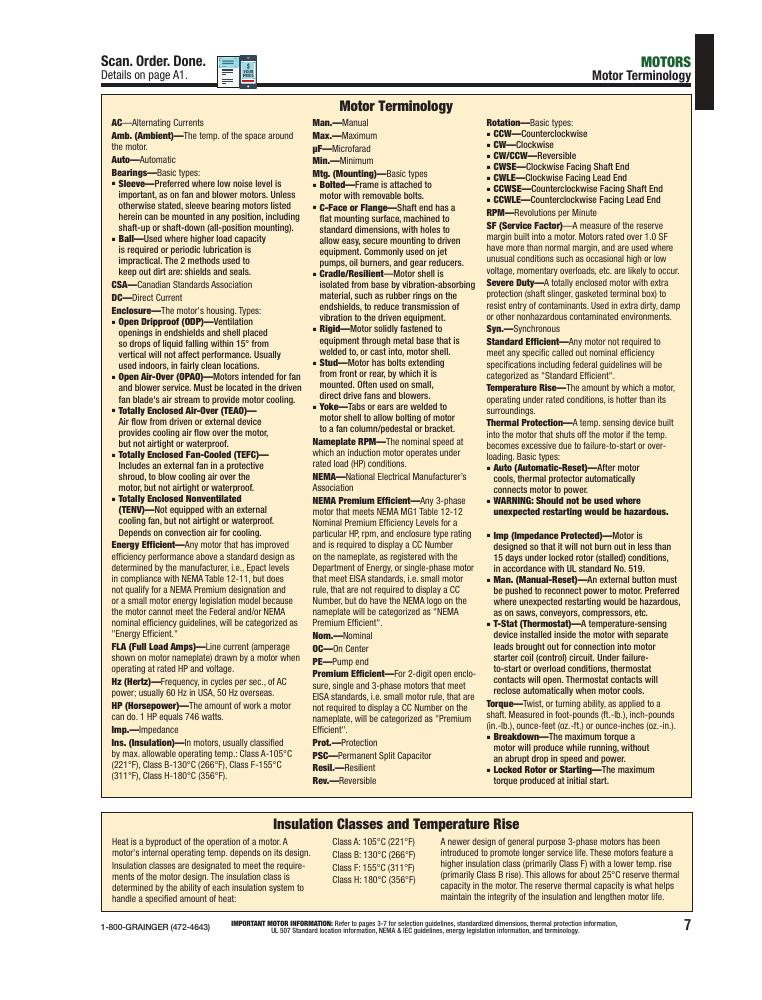 Scan. Order. Done.
Details on page A1.
$
YOUR
PRICE
MOTORS
Motor Terminology
Motor Terminology
AC—Alternating Currents
Amb. (Ambient)—The temp. of the space around
the motor.
Auto—Automatic
Bearings—Basic types:
▪ Sleeve—Preferred where low noise level is
important, as on fan and blower motors. Unless
otherwise stated, sleeve bearing motors listed
herein can be mounted in any position, including
shaft-up or shaft-down (all-position mounting).
▪ Ball—Used where higher load capacity
is required or periodic lubrication is
impractical. The 2 methods used to
keep out dirt are: shields and seals.
CSA—Canadian Standards Association
DC—Direct Current
Enclosure—The motor's housing. Types:
▪ Open Dripproof (ODP)—Ventilation
openings in endshields and shell placed
so drops of liquid falling within 15° from
vertical will not affect performance. Usually
used indoors, in fairly clean locations.
▪ Open Air-Over (OPAO)—Motors intended for fan
and blower service. Must be located in the driven
fan blade's air stream to provide motor cooling.
▪ Totally Enclosed Air-Over (TEAO)—
Air flow from driven or external device
provides cooling air flow over the motor,
but not airtight or waterproof.
▪ Totally Enclosed Fan-Cooled (TEFC)—
Includes an external fan in a protective
shroud, to blow cooling air over the
motor, but not airtight or waterproof.
▪ Totally Enclosed Nonventilated
(TENV)—Not equipped with an external
cooling fan, but not airtight or waterproof.
Depends on convection air for cooling.
Energy Efficient—Any motor that has improved
efficiency performance above a standard design as
determined by the manufacturer, i.e., Epact levels
in compliance with NEMA Table 12-11, but does
not qualify for a NEMA Premium designation and
or a small motor energy legislation model because
the motor cannot meet the Federal and/or NEMA
nominal efficiency guidelines, will be categorized as
"Energy Efficient."
FLA (Full Load Amps)—Line current (amperage
shown on motor nameplate) drawn by a motor when
operating at rated HP and voltage.
Hz (Hertz)—Frequency, in cycles per sec., of AC
power; usually 60 Hz in USA, 50 Hz overseas.
HP (Horsepower)—The amount of work a motor
can do. 1 HP equals 746 watts.
Imp.—Impedance
Ins. (Insulation)—In motors, usually classified
by max. allowable operating temp.: Class A-105°C
(221°F), Class B-130°C (266°F), Class F-155°C
(311°F), Class H-180°C (356°F).
Man.—Manual
Max.—Maximum
µF—Microfarad
Min.—Minimum
Mtg. (Mounting)—Basic types
▪ Bolted—Frame is attached to
motor with removable bolts.
▪ C-Face or Flange—Shaft end has a
flat mounting surface, machined to
standard dimensions, with holes to
allow easy, secure mounting to driven
equipment. Commonly used on jet
pumps, oil burners, and gear reducers.
▪ Cradle/Resilient—Motor shell is
isolated from base by vibration-absorbing
material, such as rubber rings on the
endshields, to reduce transmission of
vibration to the driven equipment.
▪ Rigid—Motor solidly fastened to
equipment through metal base that is
welded to, or cast into, motor shell.
▪ Stud—Motor has bolts extending
from front or rear, by which it is
mounted. Often used on small,
direct drive fans and blowers.
▪ Yoke—Tabs or ears are welded to
motor shell to allow bolting of motor
to a fan column/pedestal or bracket.
Nameplate RPM—The nominal speed at
which an induction motor operates under
rated load (HP) conditions.
NEMA—National Electrical Manufacturer's
Association
NEMA Premium Efficient—Any 3-phase
motor that meets NEMA MG1 Table 12-12
Nominal Premium Efficiency Levels for a
particular HP, rpm, and enclosure type rating
and is required to display a CC Number
on the nameplate, as registered with the
Department of Energy, or single-phase motor
that meet EISA standards, i.e. small motor
rule, that are not required to display a CC
Number, but do have the NEMA logo on the
nameplate will be categorized as "NEMA
Premium Efficient".
Nom.—Nominal
OC—On Center
PE—Pump end
Premium Efficient—For 2-digit open enclo-
sure, single and 3-phase motors that meet
EISA standards, i.e. small motor rule, that are
not required to display a CC Number on the
nameplate, will be categorized as "Premium
Efficient".
Prot.—Protection
PSC—Permanent Split Capacitor
Resil.—Resilient
Rev.—Reversible
Rotation—Basic types:
▪ CCW—Counterclockwise
▪ CW—Clockwise
▪ CW/CCW—Reversible
▪ CWSE—Clockwise Facing Shaft End
▪ CWLE—Clockwise Facing Lead End
▪ CCWSE—Counterclockwise Facing Shaft End
▪ CCWLE—Counterclockwise Facing Lead End
RPM—Revolutions per Minute
SF (Service Factor)—A measure of the reserve
margin built into a motor. Motors rated over 1.0 SF
have more than normal margin, and are used where
unusual conditions such as occasional high or low
voltage, momentary overloads, etc. are likely to occur.
Severe Duty—A totally enclosed motor with extra
protection (shaft slinger, gasketed terminal box) to
resist entry of contaminants. Used in extra dirty, damp
or other nonhazardous contaminated environments.
Syn.—Synchronous
Standard Efficient—Any motor not required to
meet any specific called out nominal efficiency
specifications including federal guidelines will be
categorized as "Standard Efficient".
Temperature Rise—The amount by which a motor,
operating under rated conditions, is hotter than its
surroundings.
Thermal Protection—A temp. sensing device built
into the motor that shuts off the motor if the temp.
becomes excessive due to failure-to-start or over-
loading. Basic types:
▪ Auto (Automatic-Reset)—After motor
cools, thermal protector automatically
connects motor to power.
▪ WARNING: Should not be used where
unexpected restarting would be hazardous.
▪ Imp (Impedance Protected)—Motor is
designed so that it will not burn out in less than
15 days under locked rotor (stalled) conditions,
in accordance with UL standard No. 519.
▪ Man. (Manual-Reset)—An external button must
be pushed to reconnect power to motor. Preferred
where unexpected restarting would be hazardous,
as on saws, conveyors, compressors, etc.
▪ T-Stat (Thermostat)—A temperature-sensing
device installed inside the motor with separate
leads brought out for connection into motor
starter coil (control) circuit. Under failure-
to-start or overload conditions, thermostat
contacts will open. Thermostat contacts will
reclose automatically when motor cools.
Torque—Twist, or turning ability, as applied to a
shaft. Measured in foot-pounds (ft.-lb.), inch-pounds
(in.-lb.), ounce-feet (oz.-ft.) or ounce-inches (oz.-in.).
▪ Breakdown—The maximum torque a
motor will produce while running, without
an abrupt drop in speed and power.
▪ Locked Rotor or Starting—The maximum
torque produced at initial start.
Insulation Classes and Temperature Rise
Heat is a byproduct of the operation of a motor. A
motor's internal operating temp. depends on its design.
Insulation classes are designated to meet the require-
ments of the motor design. The insulation class is
determined by the ability of each insulation system to
handle a specified amount of heat:
Class A: 105°C (221°F)
Class B: 130°C (266°F)
Class F: 155°C (311°F)
Class H: 180°C (356°F)
A newer design of general purpose 3-phase motors has been
introduced to promote longer service life. These motors feature a
higher insulation class (primarily Class F) with a lower temp. rise
(primarily Class B rise). This allows for about 25°C reserve thermal
capacity in the motor. The reserve thermal capacity is what helps
maintain the integrity of the insulation and lengthen motor life.
1-800-GRAINGER (472-4643)
IMPORTANT MOTOR INFORMATION: Refer to pages 3-7 for selection guidelines, standardized dimensions, thermal protection information,
UL 507 Standard location information, NEMA & IEC guidelines, energy legislation information, and terminology.
7